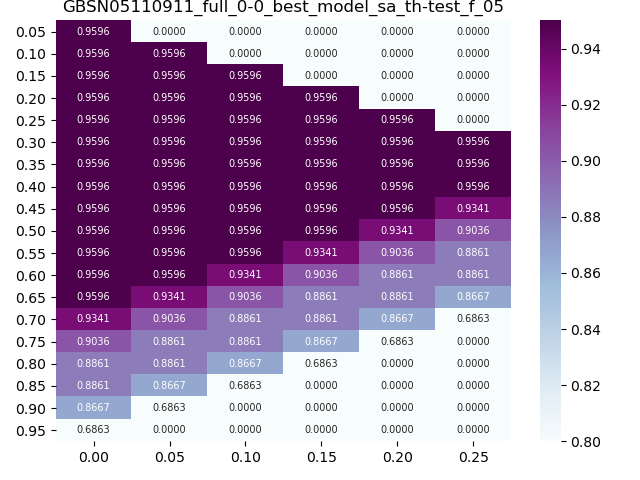 GBSN05110911_full_0-0_best_model_sa_th-test_f_05
0.05 0.9596 0.0000 0.0000 0.0000 0.0000 0.0000
0.10 0.9596 0.9596 0.0000 0.0000 0.0000 0.0000
0.15 0.9596 0.9596 0.9596 0.0000 0.0000 0.0000
0.20 0.9596 0.9596 0.9596 0.9596 0.0000 0.0000
0.25 0.9596 0.9596 0.9596 0.9596 0.9596 0.0000
0.30 0.9596 0.9596 0.9596 0.9596 0.9596 0.9596
0.35 0.9596 0.9596 0.9596 0.9596 0.9596 0.9596
0.40 0.9596 0.9596 0.9596 0.9596 0.9596 0.9596
0.45 0.9596 0.9596 0.9596 0.9596 0.9596 0.9341
0.50 0.9596 0.9596 0.9596 0.9596 0.9341 0.9036
0.55 0.9596 0.9596 0.9596 0.9341 0.9036 0.8861
0.60 0.9596 0.9596 0.9341 0.9036 0.8861 0.8861
0.65 0.9596 0.9341 0.9036 0.8861 0.8861 0.8667
0.70 0.9341 0.9036 0.8861 0.8861 0.8667 0.6863
0.75 0.9036 0.8861 0.8861 0.8667 0.6863 0.0000
0.80 0.8861 0.8861 0.8667 0.6863 0.0000 0.0000
0.85 0.8861 0.8667 0.6863 0.0000 0.0000 0.0000
0.90 0.8667 0.6863 0.0000 0.0000 0.0000 0.0000
0.95 0.6863 0.0000 0.0000 0.0000 0.0000 0.0000
0.00 0.05 0.10 0.15 0.20 0.25
0.94
0.92
0.90
0.88
0.86
0.84
0.82
0.80